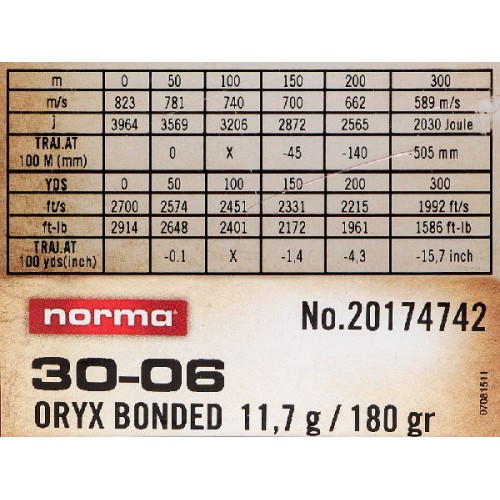 m 0 50 100 150 200 300
m/s 823 781 740 700 662 589 m/s
j 3964 3569 3206 2872 2565 2030 Joule
TRAJ.AT
100 M (mm) 0 X -45 -140 -505 mm
YDS 0 50 100 150 200 300
ft/s 2700 2574 2451 2331 2215 1992 ft/s
ft-lb 2914 2648 2401 2172 1961 1586 ft-lb
TRAJ.AT
100 yds(inch) -0.1 X -1,4 -4,3 -15,7 inch
norma
No.20174742
30-06
ORYX BONDED 11,7 g / 180 gr
07081511